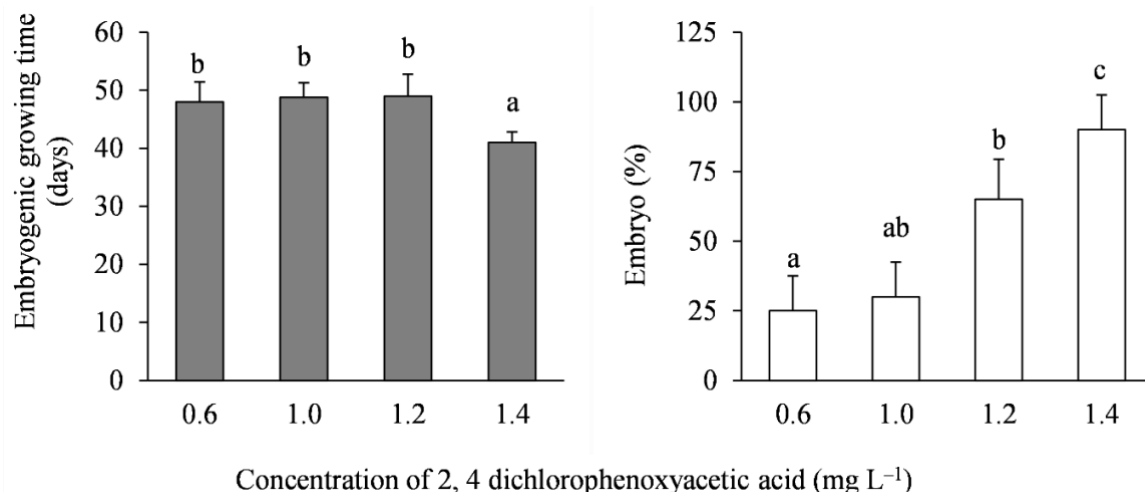 Embryogenic growing time
(days)
60
50
40
30
20
10
0
b
b
b
a
0.6 1.0 1.2 1.4
Embryo (%)
125
100
75
50
25
0
a
ab
b
c
0.6 1.0 1.2 1.4
Concentration of 2, 4 dichlorophenoxyacetic acid (mg L⁻¹)